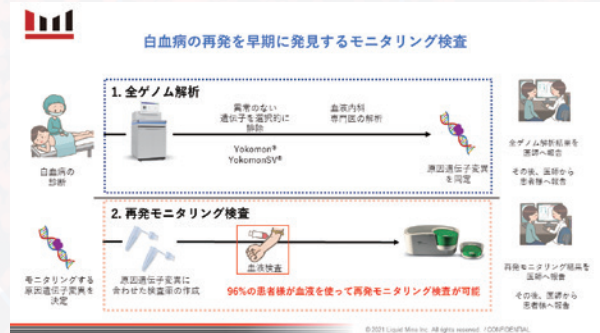 白血病の再発を早期に発見するモニタリング検査
1. 全ゲノム解析
異常のない
遺伝子を選択的に
排除
血液内科
専門医の解析
Yokomon®
YokomonSV®
白血病の
診断
原因遺伝子変異
を同定
全ゲノム解析結果を
医師へ報告
その後、医師から
患者様へ報告
2. 再発モニタリング検査
モニタリングする
原因遺伝子変異を
決定
原因遺伝子変異に
合わせた検査薬の作成
血液検査
96%の患者様が血液を使って再発モニタリング検査が可能
再発モニタリング結果を
医師へ報告
その後、医師から
患者様へ報告
© 2021 Liquid Mine Inc. All rights reserved. / CONFIDENTIAL